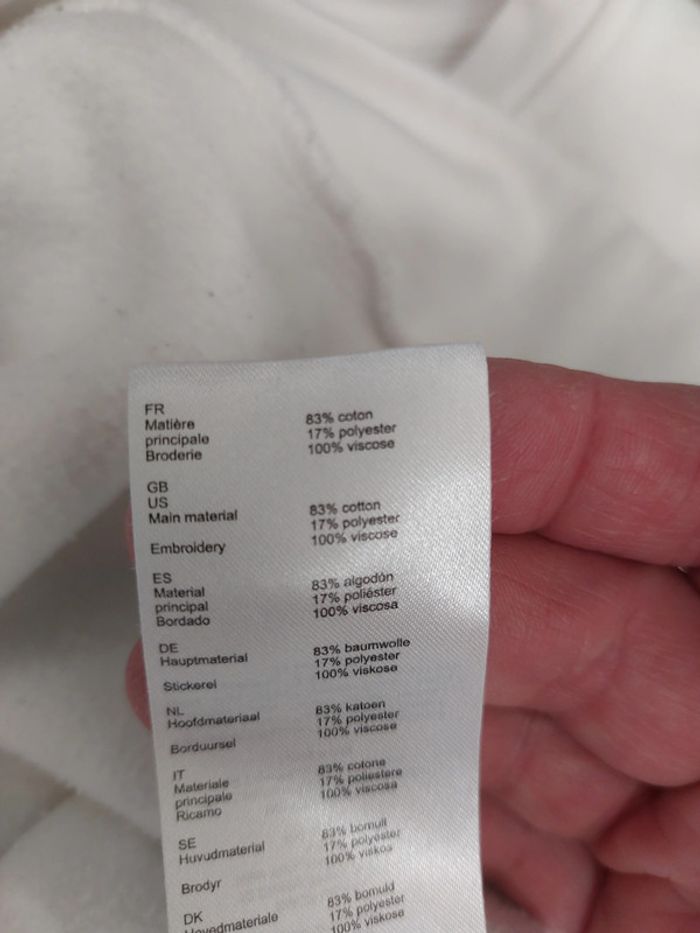 FR
Matière 83% coton
principale 17% polyester
Broderie 100% viscose
GB
US
Main material 83% cotton
17% polyester
Embroidery 100% viscose
ES
Material 83% algodón
principal 17% poliéster
Bordado 100% viscosa
DE
Hauptmaterial 83% baumwolle
17% polyester
Stickerei 100% viskose
NL
Hoofdmateriaal 83% katoen
17% polyester
Borduursel 100% viscose
IT
Materiale 83% cotone
principale 17% poliestere
Ricamo 100% viscosa
SE
Huvudmaterial 83% bomull
17% polyester
Brodyr 100% viskos
DK 83% bomuld
Hovedmateriale 17% polyester
100% viskose